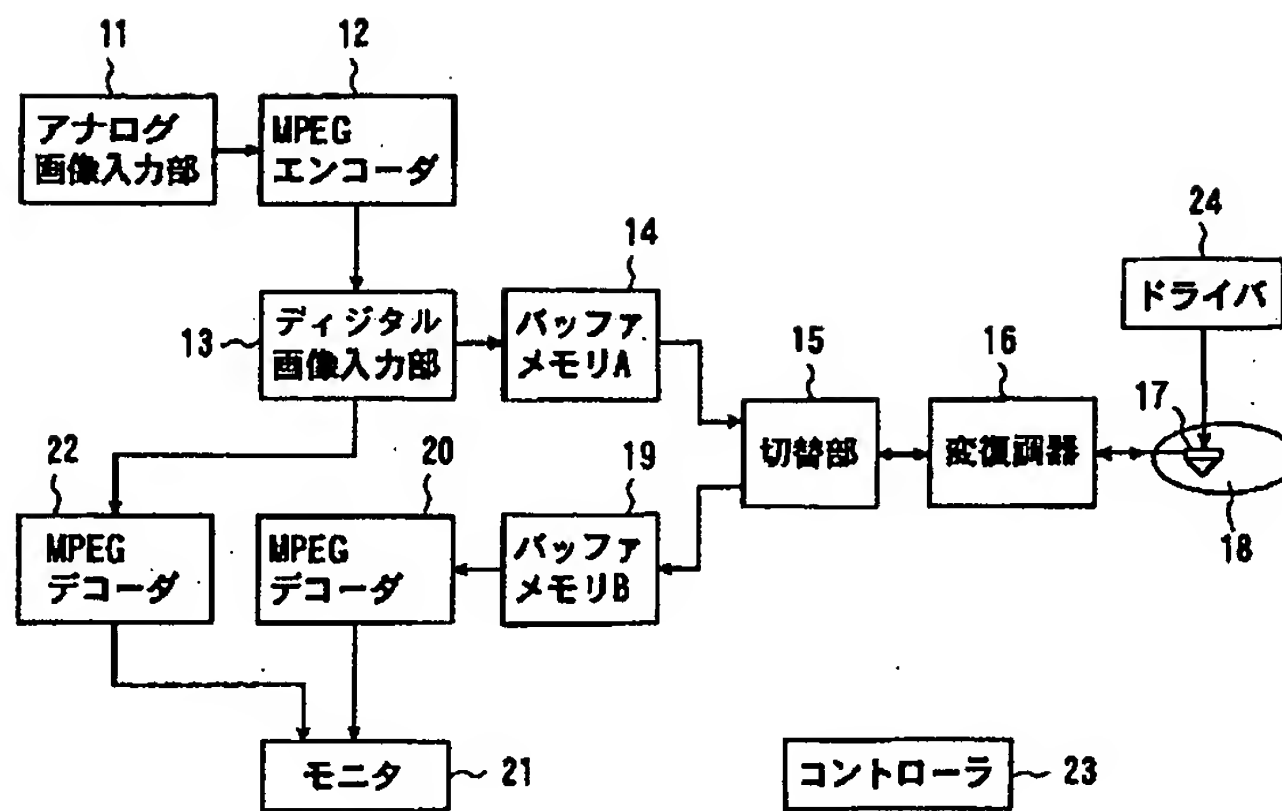 11
アナログ
画像入力部
12
MPEG
エンコーダ
13
ディジタル
画像入力部
14
バッファ
メモリA
15
切替部
16
変復調器
24
ドライバ
17
18
22
MPEG
デコーダ
20
MPEG
デコーダ
19
バッファ
メモリB
モニタ
21
コントローラ
23